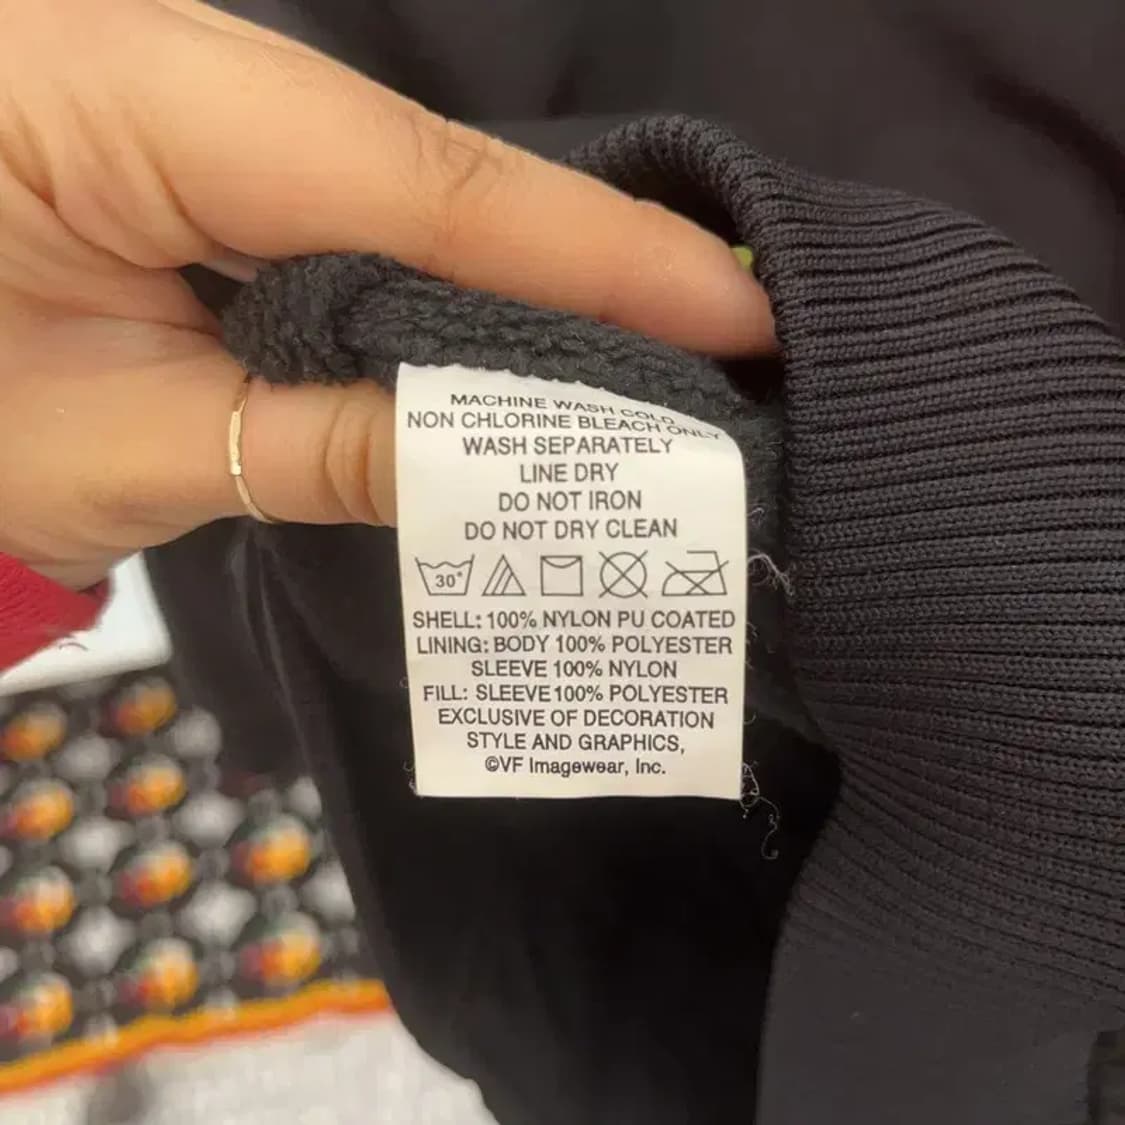 MACHINE WASH COLD
NON CHLORINE BLEACH ONLY
WASH SEPARATELY
LINE DRY
DO NOT IRON
DO NOT DRY CLEAN
30°
SHELL: 100% NYLON PU COATED
LINING: BODY 100% POLYESTER
SLEEVE 100% NYLON
FILL: SLEEVE 100% POLYESTER
EXCLUSIVE OF DECORATION
STYLE AND GRAPHICS,
©VF Imagewear, Inc.